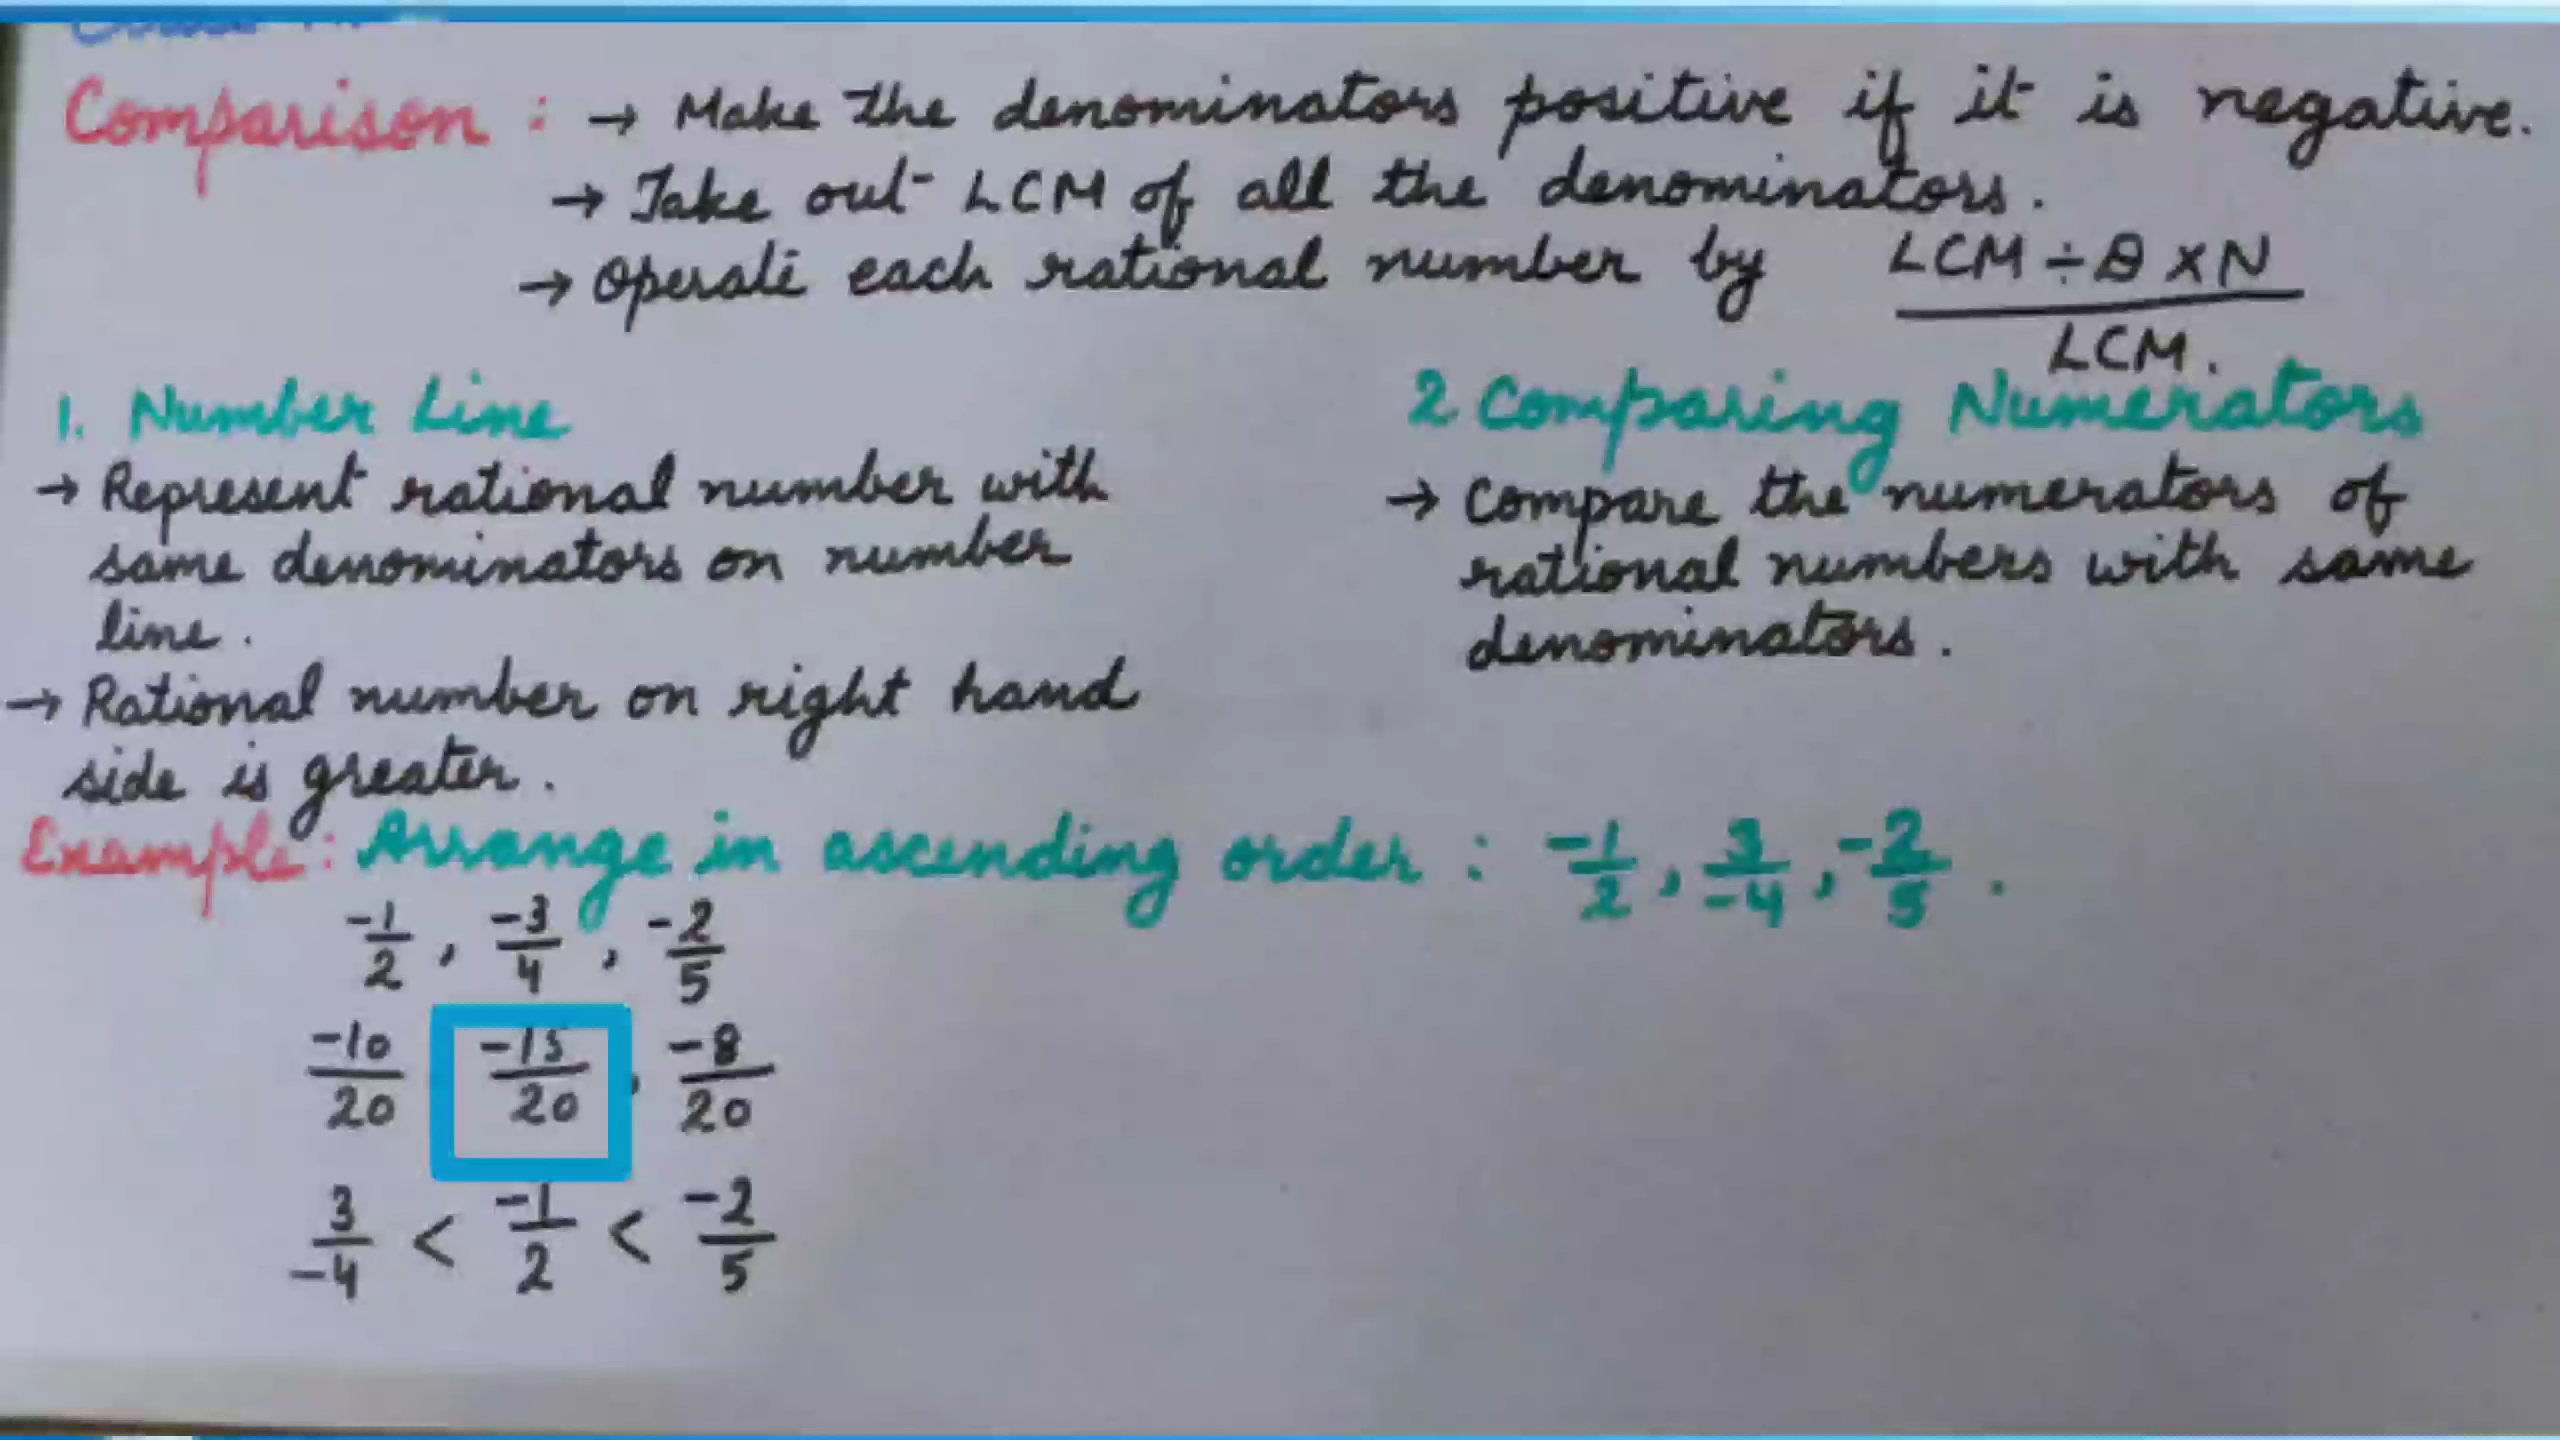 Comparison : → Make the denominators positive if it is negative.
→ Take out LCM of all the denominators.
→ Operate each rational number by LCM ÷ D × N / LCM.
1. Number Line
→ Represent rational number with
same denominators on number
line.
→ Rational number on right hand
side is greater.
2 Comparing Numerators
→ Compare the numerators of
rational numbers with same
denominators.
Example: Arrange in ascending order : -1/2, 3/-4, -2/5.
-1/2, -3/4, -2/5
-10/20 -15/20, -8/20
3/-4 < -1/2 < -2/5